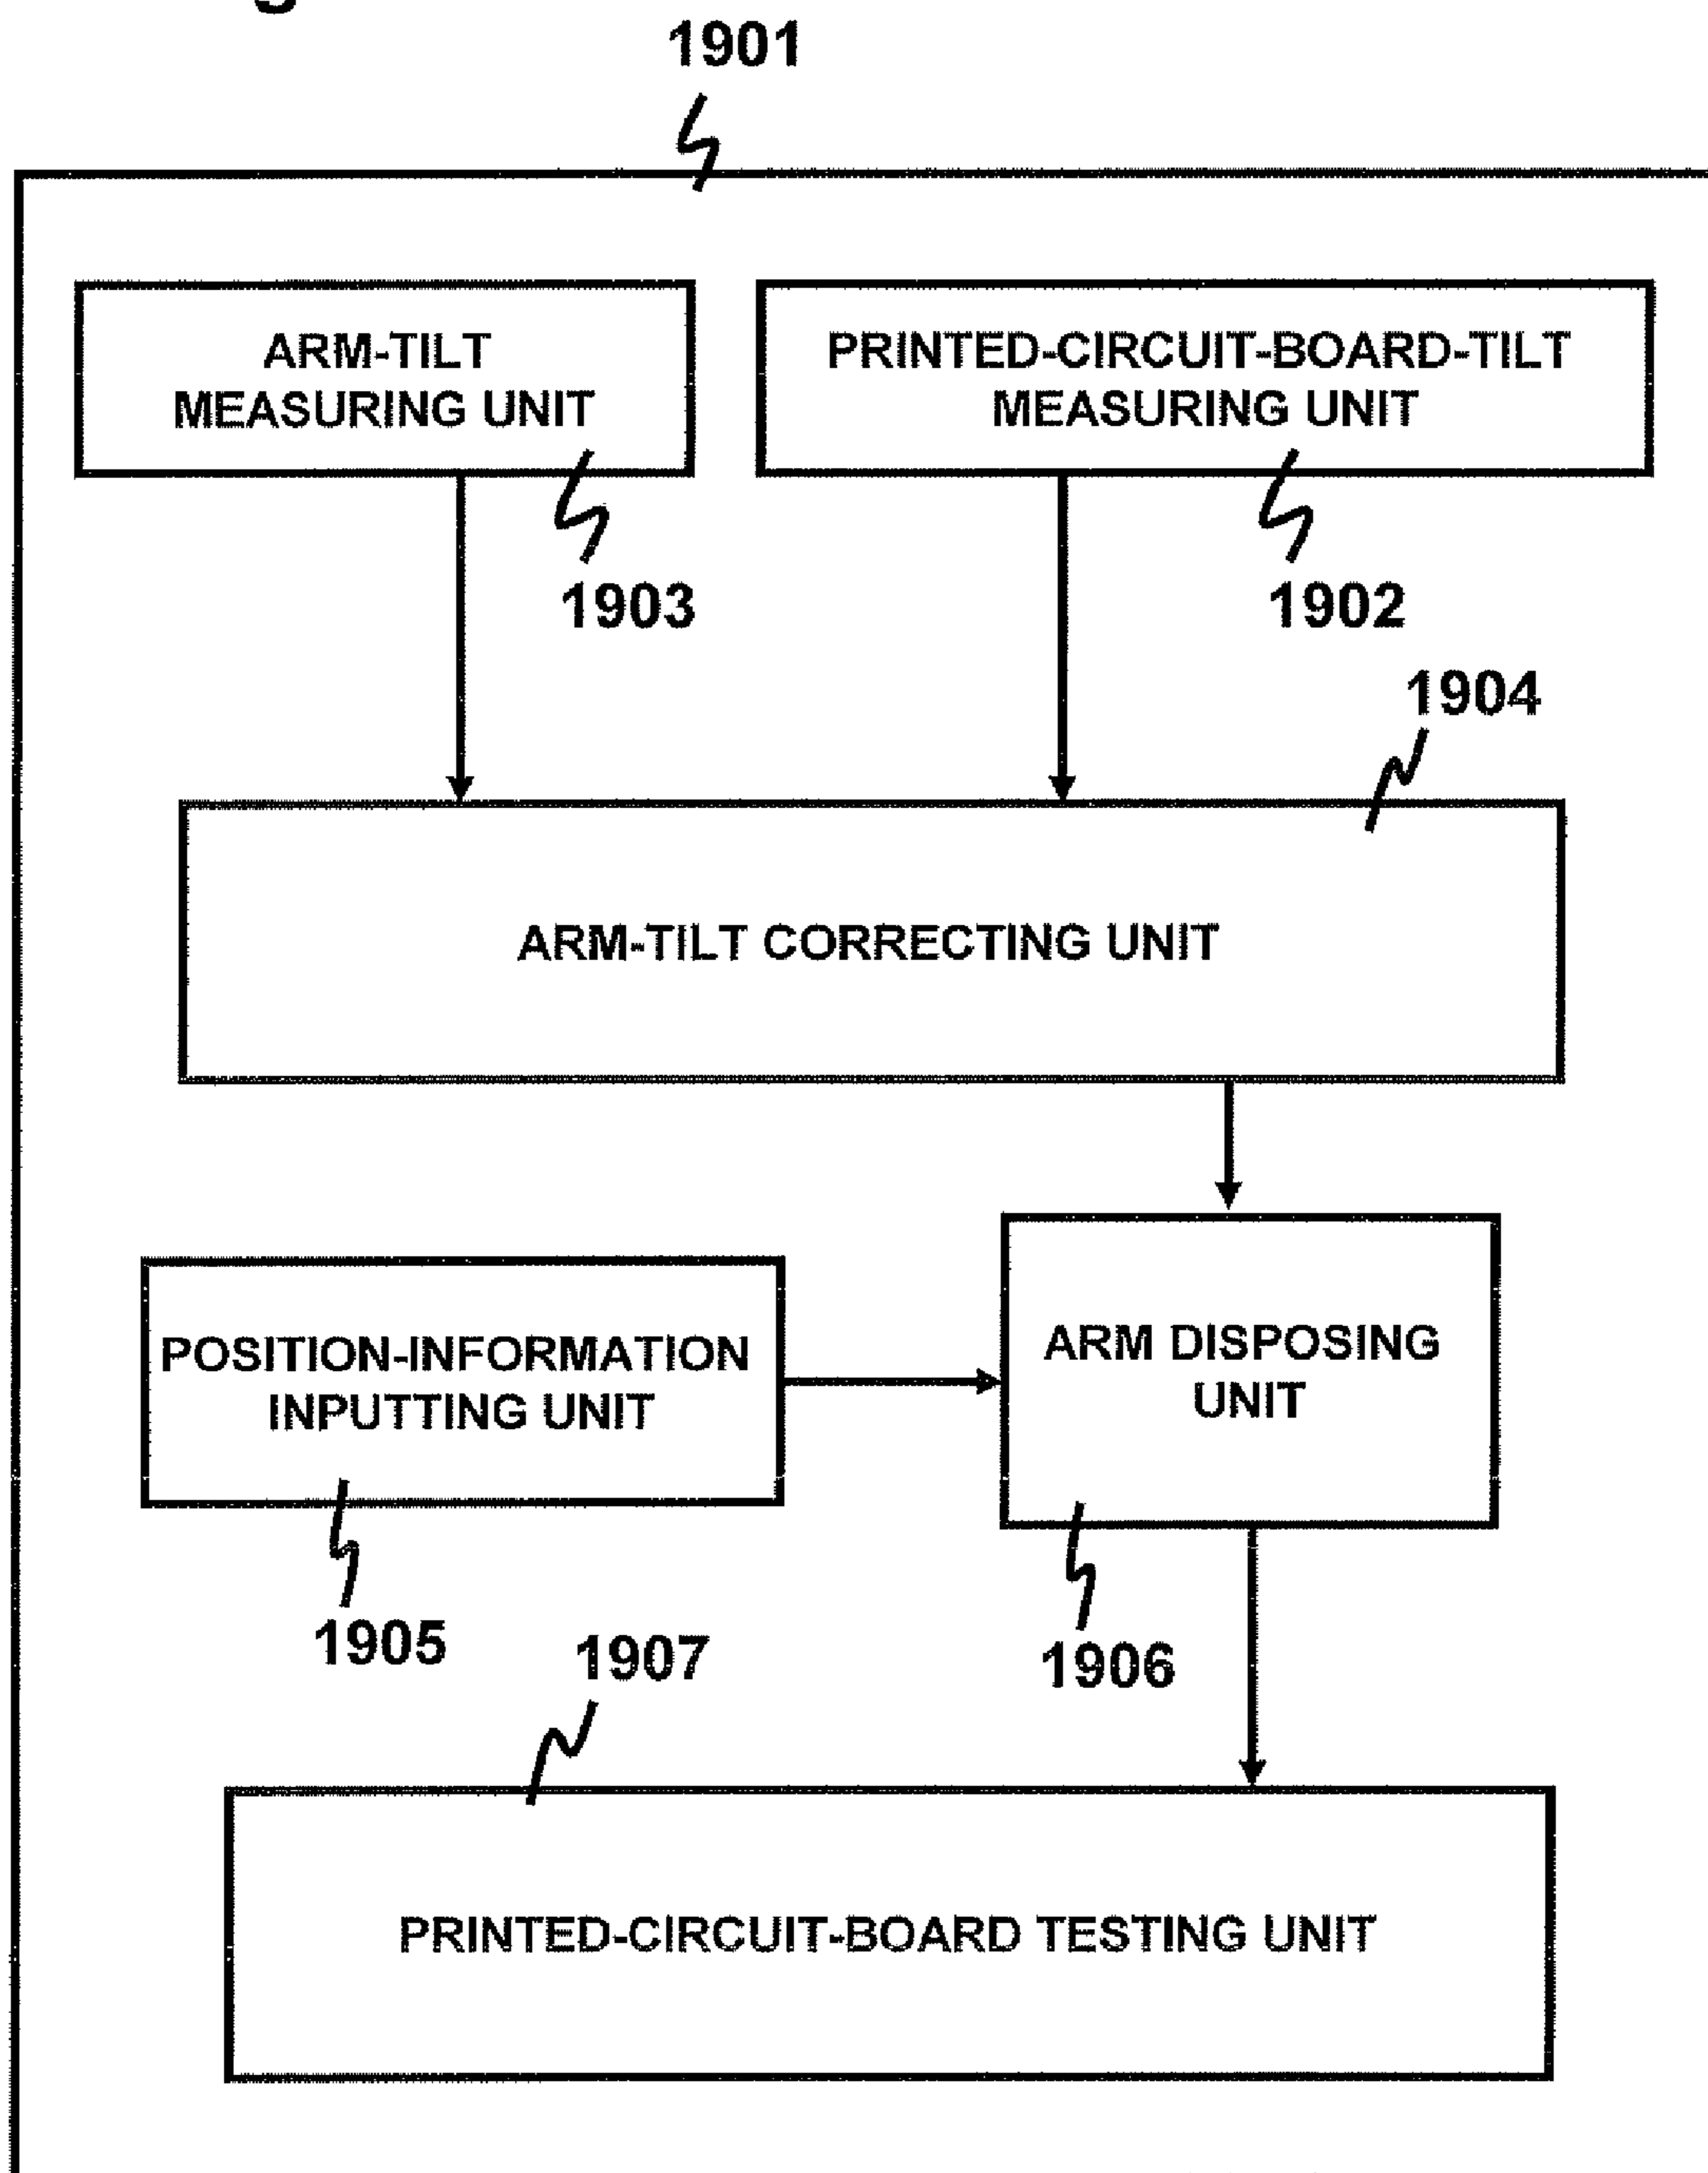 1901
ARM-TILT
MEASURING UNIT
PRINTED-CIRCUIT-BOARD-TILT
MEASURING UNIT
1903
1902
1904
ARM-TILT CORRECTING UNIT
POSITION-INFORMATION
INPUTTING UNIT
ARM DISPOSING
UNIT
1905
1906
1907
PRINTED-CIRCUIT-BOARD TESTING UNIT